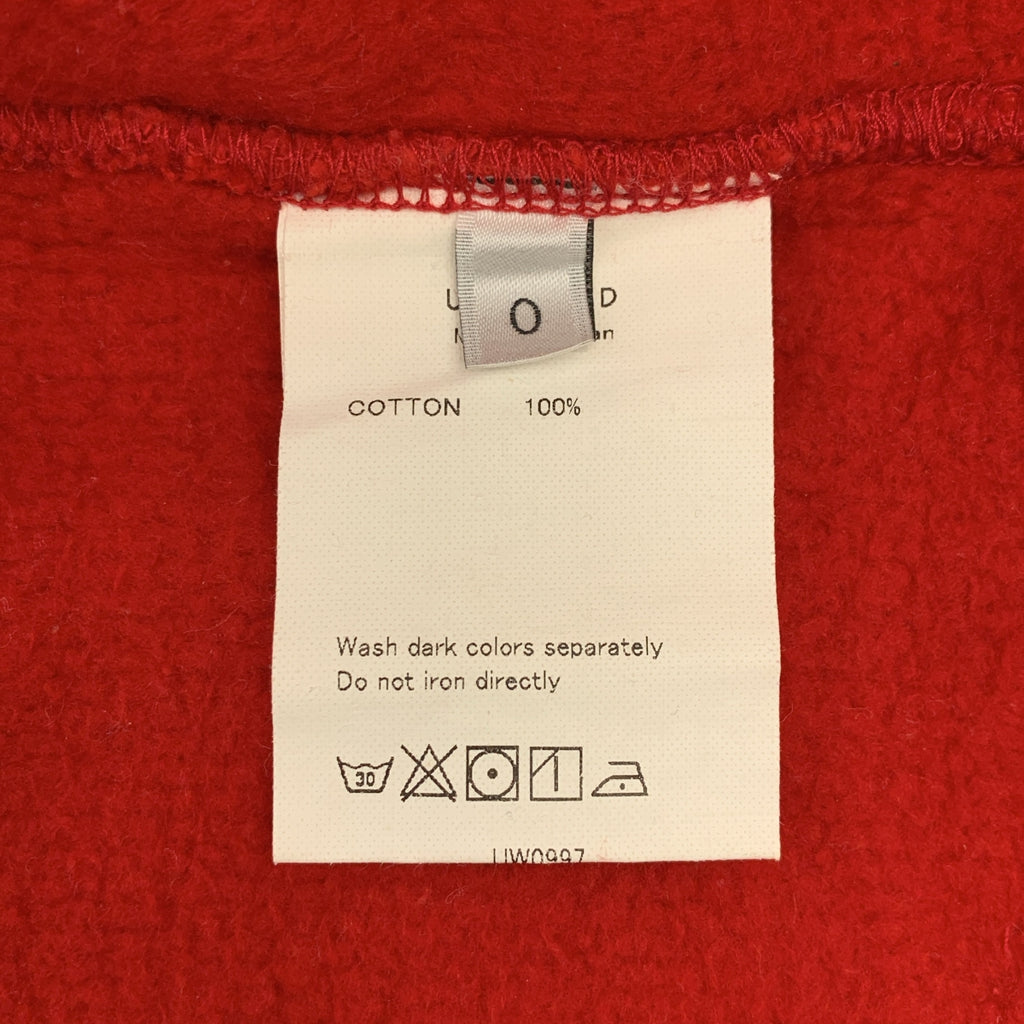 0
COTTON 100%
Wash dark colors separately
Do not iron directly
30
UW0997